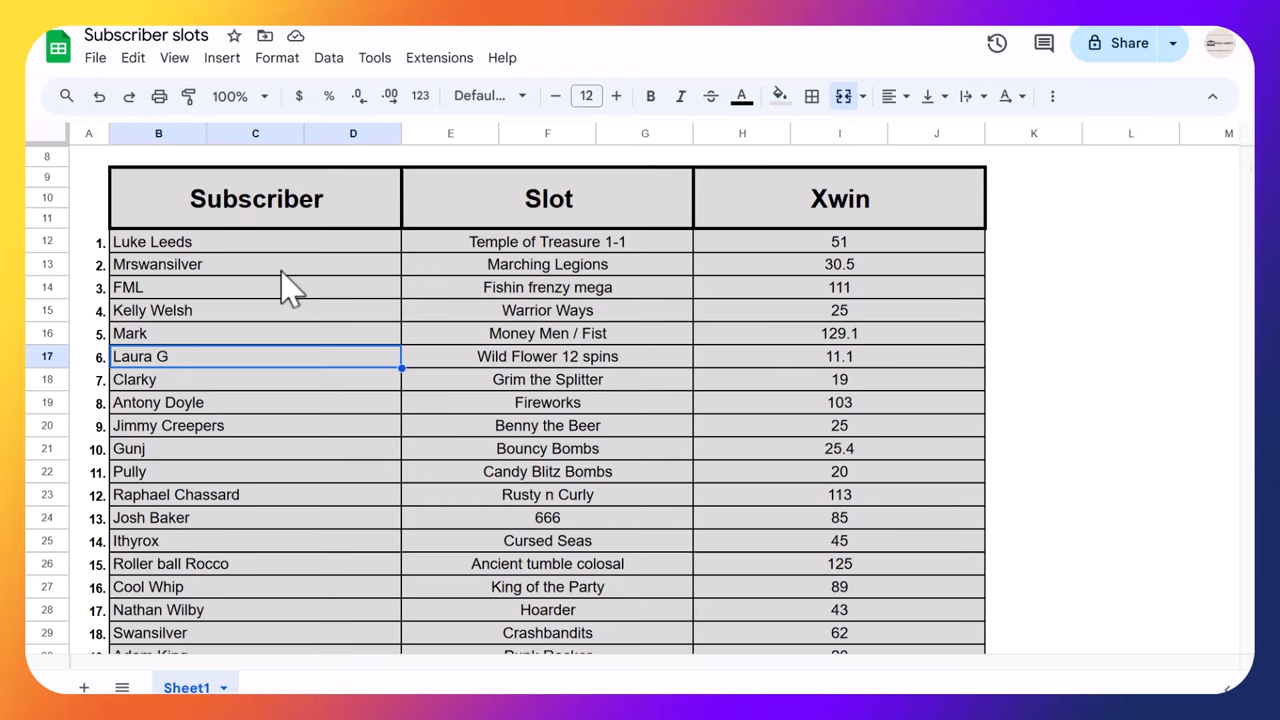 Subscriber slots
File Edit View Insert Format Data Tools Extensions Help
Share
100% $ % .0 .00 123 Defaul... 12 B I A
A B C D E F G H I J K L M
8
9
10 Subscriber Slot Xwin
11
12 1. Luke Leeds Temple of Treasure 1-1 51
13 2. Mrswansilver Marching Legions 30.5
14 3. FML Fishin frenzy mega 111
15 4. Kelly Welsh Warrior Ways 25
16 5. Mark Money Men / Fist 129.1
17 6. Laura G Wild Flower 12 spins 11.1
18 7. Clarky Grim the Splitter 19
19 8. Antony Doyle Fireworks 103
20 9. Jimmy Creepers Benny the Beer 25
21 10. Gunj Bouncy Bombs 25.4
22 11. Pully Candy Blitz Bombs 20
23 12. Raphael Chassard Rusty n Curly 113
24 13. Josh Baker 666 85
25 14. Ithyrox Cursed Seas 45
26 15. Roller ball Rocco Ancient tumble colosal 125
27 16. Cool Whip King of the Party 89
28 17. Nathan Wilby Hoarder 43
29 18. Swansilver Crashbandits 62
Sheet1